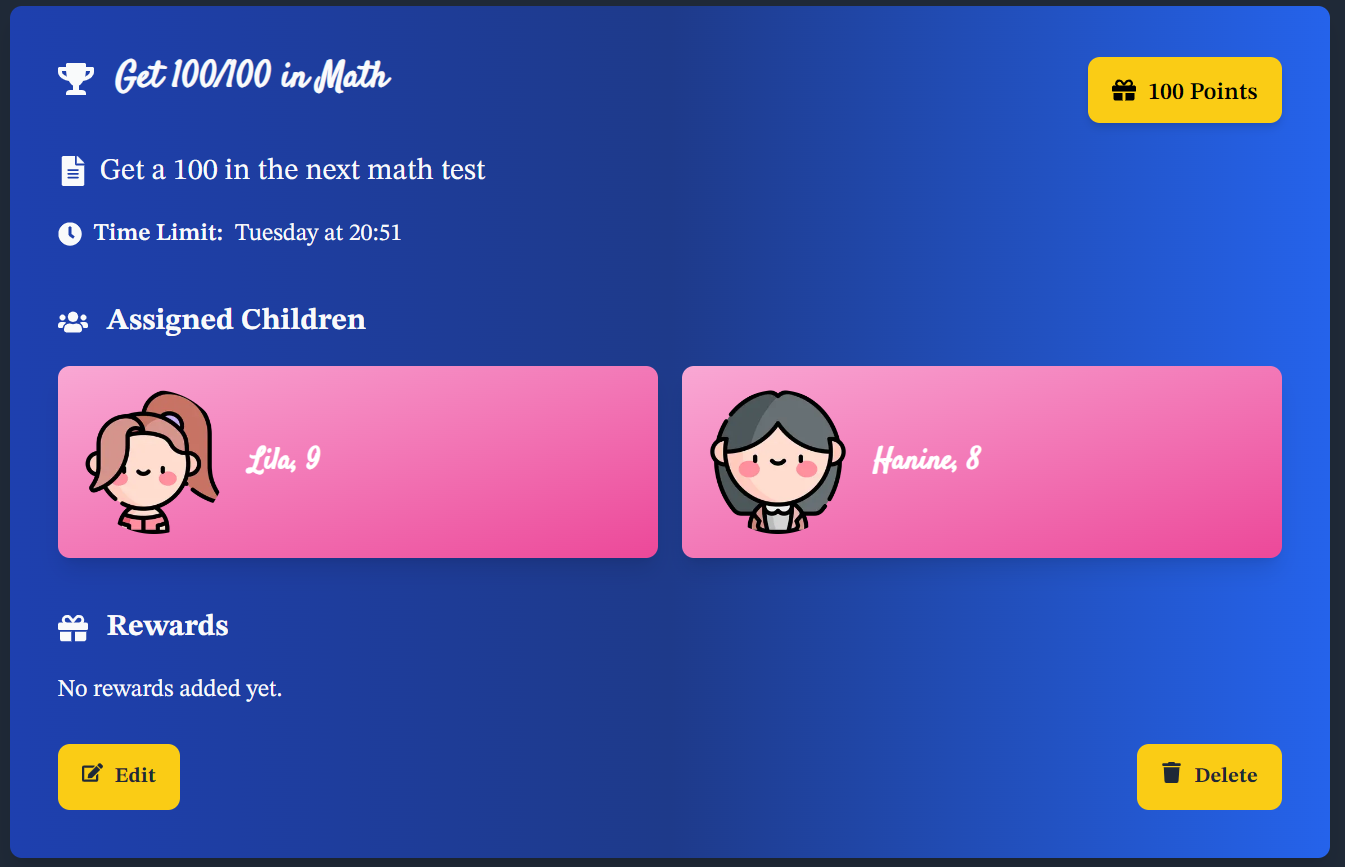 Get 100/100 in Math
100 Points
Get a 100 in the next math test
Time Limit: Tuesday at 20:51
Assigned Children
Lila, 9
Hanine, 8
Rewards
No rewards added yet.
Edit
Delete